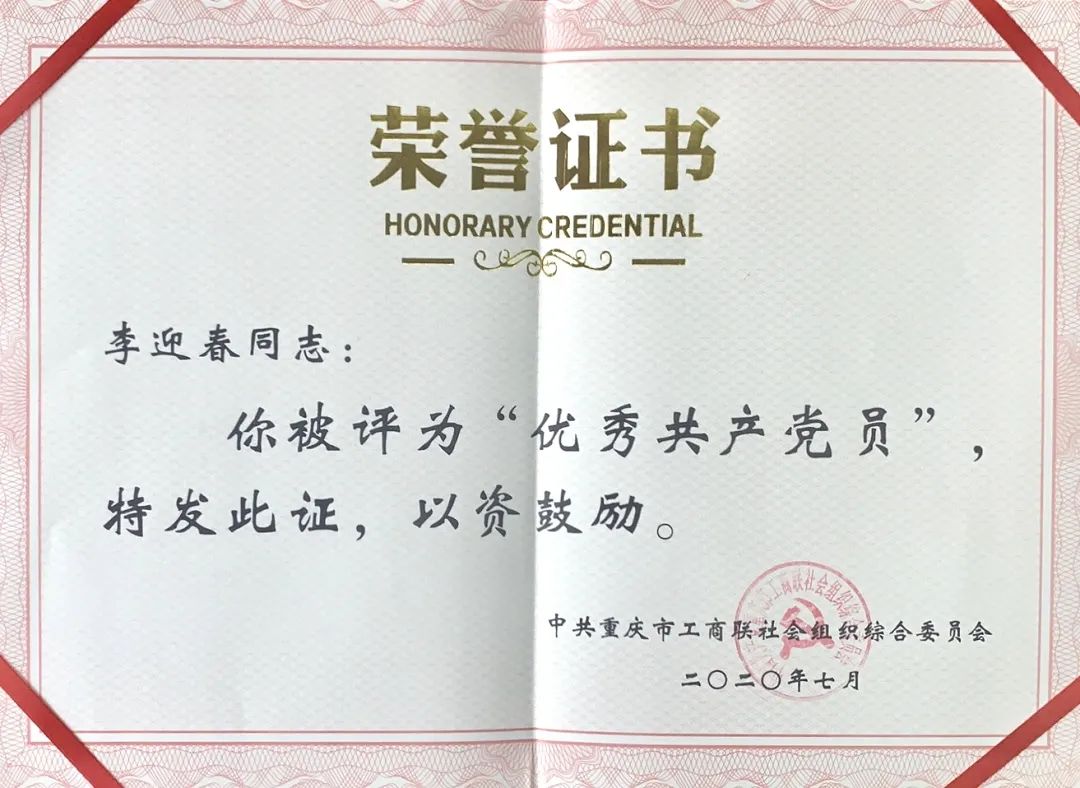 荣誉证书
HONORARY CREDENTIAL
李迎春同志：
你被评为“优秀共产党员”，
特发此证，以资鼓励。
中共重庆市工商联社会组织综合委员会
二〇二〇年七月